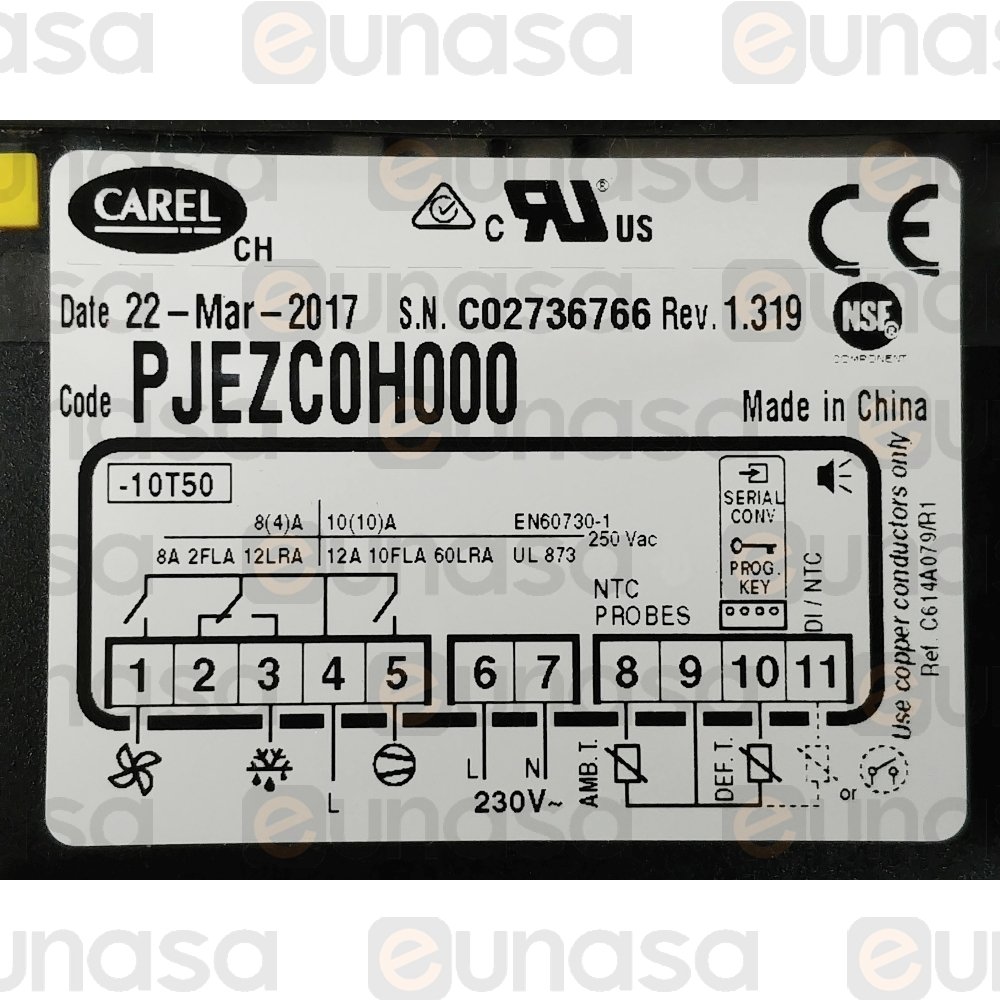 eunasa
CAREL
CH
C RU® US
CE
Date 22-Mar-2017 S.N. C02736766 Rev. 1.319
NSF®
COMPONENT
Code PJEZC0H000
Made in China
-10T50
8(4)A 10(10)A EN60730-1
250 Vac
8A 2FLA 12LRA 12A 10FLA 60LRA UL 873
SERIAL
CONV
PROG.
KEY
NTC
PROBES
DI / NTC
1 2 3 4 5 6 7 8 9 10 11
L
L N
230V~
AMB. T.
DEF. T.
or
Use copper conductors only
Ref. C614A079/R1